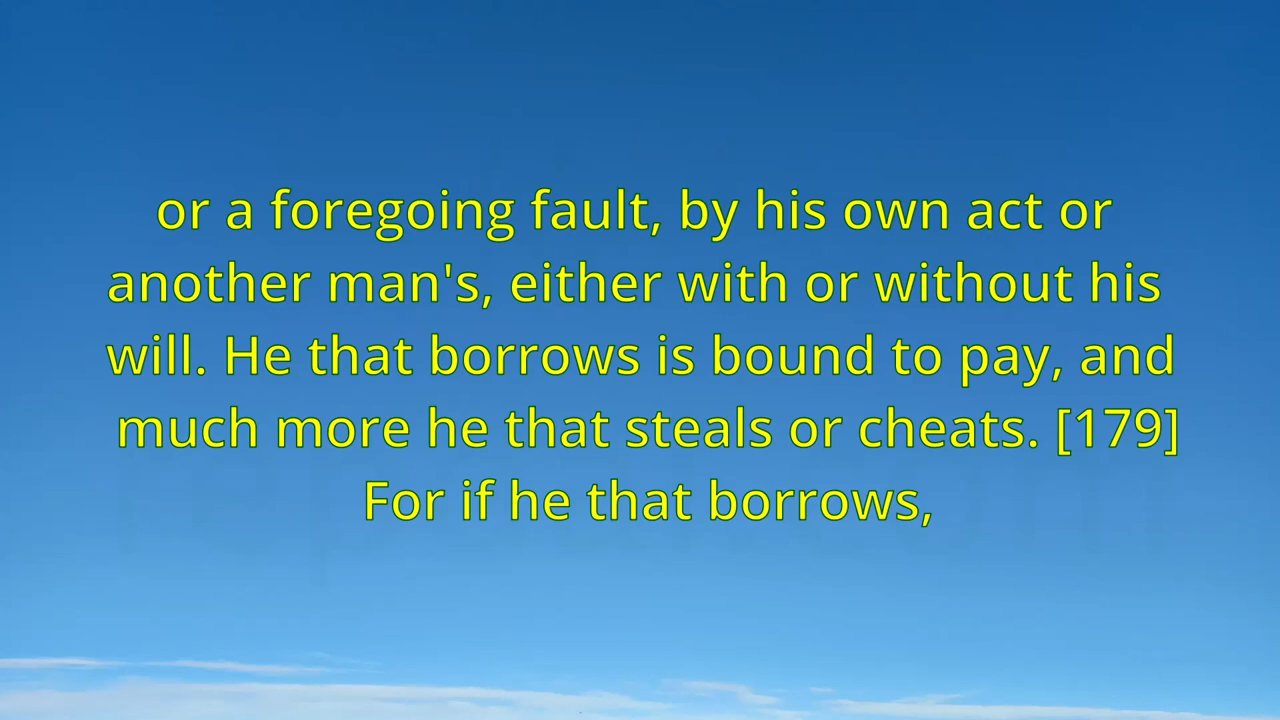 or a foregoing fault, by his own act or
another man's, either with or without his
will. He that borrows is bound to pay, and
much more he that steals or cheats. [179]
For if he that borrows,